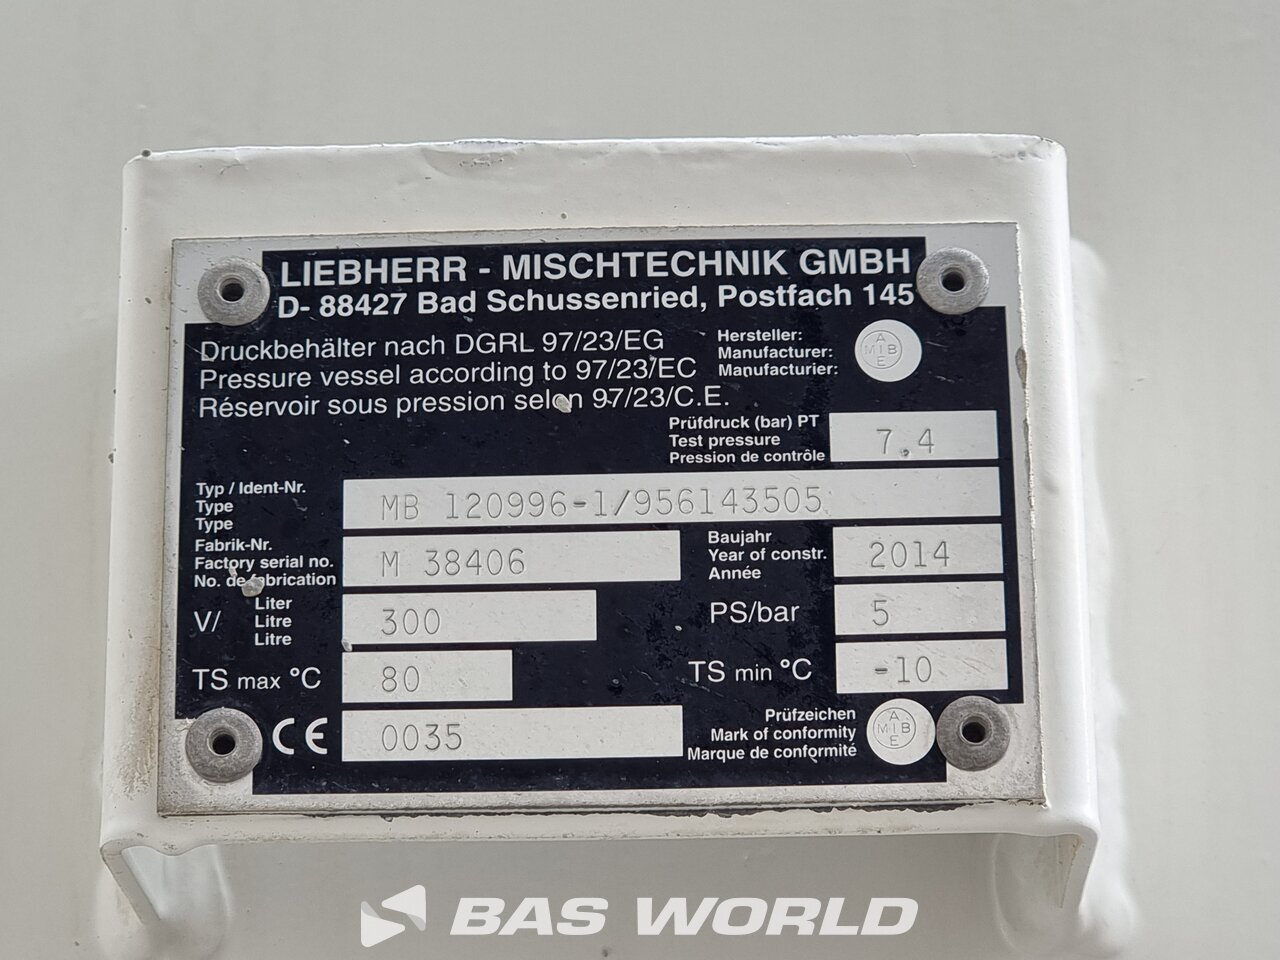 LIEBHERR - MISCHTECHNIK GMBH
D- 88427 Bad Schussenried, Postfach 145
Druckbehälter nach DGRL 97/23/EG
Pressure vessel according to 97/23/EC
Réservoir sous pression selon 97/23/C.E.
Hersteller:
Manufacturer:
Manufacturier:
A
MIB
E
Prüfdruck (bar) PT
Test pressure
Pression de contrôle
7,4
Typ / Ident-Nr.
Type
Type
MB 120996-1/956143505
Fabrik-Nr.
Factory serial no.
No. de fabrication
M 38406
Baujahr
Year of constr.
Année
2014
V/
Liter
Litre
Litre
300
PS/bar
5
TS max °C
80
TS min °C
-10
CE
0035
Prüfzeichen
Mark of conformity
Marque de conformité
A
MIB
E
BAS WORLD